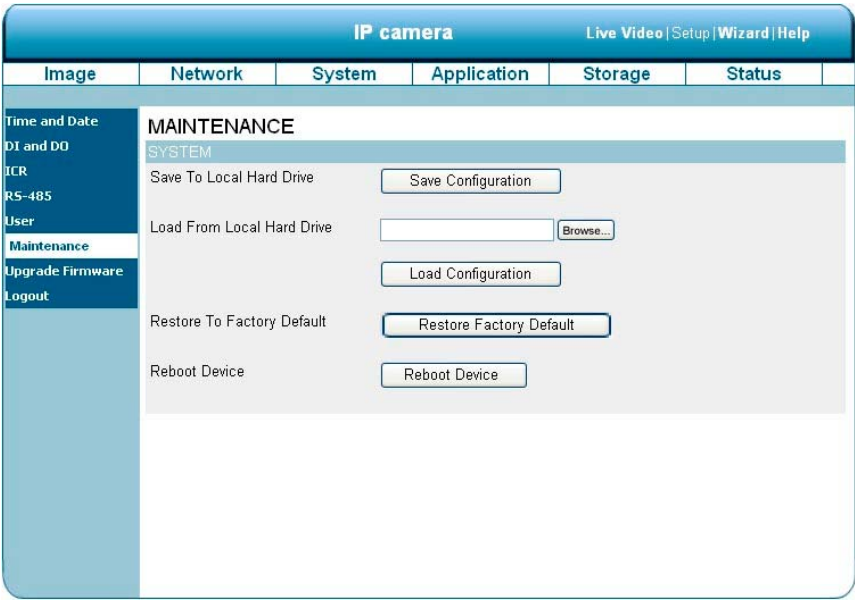 IP camera
Live Video | Setup | Wizard | Help
Image Network System Application Storage Status
Time and Date
DI and DO
ICR
RS-485
User
Maintenance
Upgrade Firmware
Logout
MAINTENANCE
SYSTEM
Save To Local Hard Drive Save Configuration
Load From Local Hard Drive Browse...
Load Configuration
Restore To Factory Default Restore Factory Default
Reboot Device Reboot Device